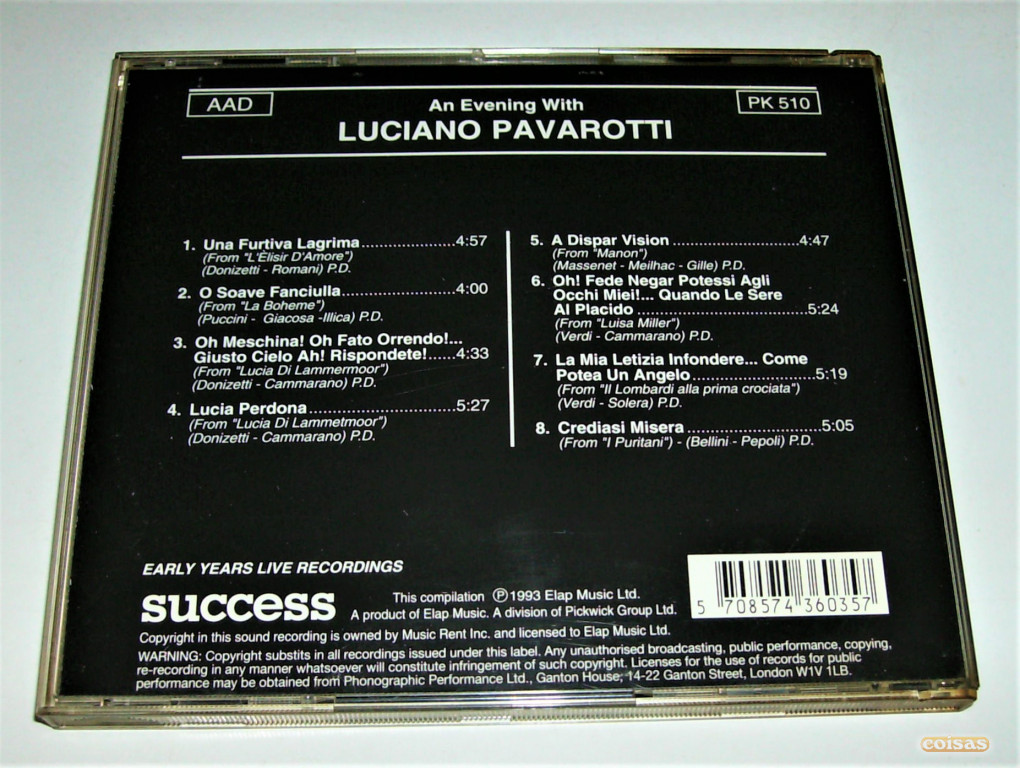 AAD
An Evening With
PK 510
LUCIANO PAVAROTTI
1. Una Furtiva Lagrima....................4:57
(From "L'Élisir D'Amore")
(Donizetti - Romani) P.D.
2. O Soave Fanciulla........................4:00
(From "La Boheme")
(Puccini - Giacosa -Illica) P.D.
3. Oh Meschina! Oh Fato Orrendo!...
Giusto Cielo Ah! Rispondete!......4:33
(From "Lucia Di Lammermoor")
(Donizetti - Cammarano) P.D.
4. Lucia Perdona...............................5:27
(From "Lucia Di Lammetmoor")
(Donizetti - Cammarano) P.D.
5. A Dispar Vision ...........................4:47
(From "Manon")
(Massenet - Meilhac - Gille) P.D.
6. Oh! Fede Negar Potessi Agli
Occhi Miei!... Quando Le Sere
Al Placido ....................................5:24
(From "Luisa Miller")
(Verdi - Cammarano) P.D.
7. La Mia Letizia Infondere... Come
Potea Un Angelo..........................5:19
(From "Il Lombardi alla prima crociata")
(Verdi - Solera) P.D.
8. Crediasi Misera ............................5:05
(From "I Puritani") - (Bellini - Pepoli) P.D.
EARLY YEARS LIVE RECORDINGS
success
This compilation ℗1993 Elap Music Ltd.
A product of Elap Music. A division of Pickwick Group Ltd.
5 708574 360357
Copyright in this sound recording is owned by Music Rent Inc. and licensed to Elap Music Ltd.
WARNING: Copyright substits in all recordings issued under this label. Any unauthorised broadcasting, public performance, copying,
re-recording in any manner whatsoever will constitute infringement of such copyright. Licenses for the use of records for public
performance may be obtained from Phonographic Performance Ltd., Ganton House, 14-22 Ganton Street, London W1V 1LB.
coisas